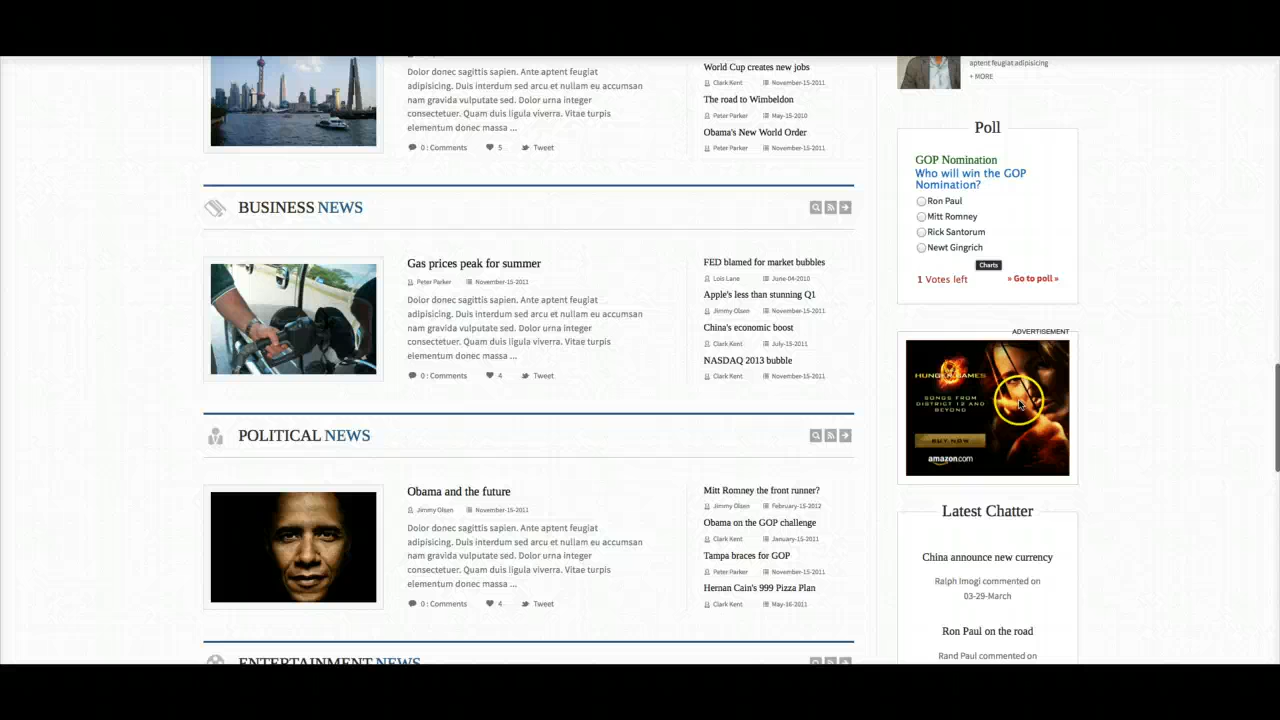 Dolor donec sagittis sapien. Ante aptent feugiat
adipisicing. Duis interdum sed arcu et nullam eu accumsan
nam gravida vulputate sed. Dolor urna integer
consectetuer. Quam duis ligula viverra. Vitae turpis
elementum donec massa ...
0 : Comments 5 Tweet
World Cup creates new jobs
Clark Kent November-15-2011
The road to Wimbeldon
Peter Parker May-15-2010
Obama's New World Order
Peter Parker November-15-2011
BUSINESS NEWS
Gas prices peak for summer
Peter Parker November-15-2011
Dolor donec sagittis sapien. Ante aptent feugiat
adipisicing. Duis interdum sed arcu et nullam eu accumsan
nam gravida vulputate sed. Dolor urna integer
consectetuer. Quam duis ligula viverra. Vitae turpis
elementum donec massa ...
0 : Comments 4 Tweet
FED blamed for market bubbles
Lois Lane June-04-2010
Apple's less than stunning Q1
Jimmy Olsen November-15-2011
China's economic boost
Clark Kent July-15-2011
NASDAQ 2013 bubble
Clark Kent November-15-2011
POLITICAL NEWS
Obama and the future
Jimmy Olsen November-15-2011
Dolor donec sagittis sapien. Ante aptent feugiat
adipisicing. Duis interdum sed arcu et nullam eu accumsan
nam gravida vulputate sed. Dolor urna integer
consectetuer. Quam duis ligula viverra. Vitae turpis
elementum donec massa ...
0 : Comments 4 Tweet
Mitt Romney the front runner?
Jimmy Olsen February-15-2012
Obama on the GOP challenge
Clark Kent January-15-2011
Tampa braces for GOP
Peter Parker November-15-2011
Hernan Cain's 999 Pizza Plan
Clark Kent May-16-2011
ENTERTAINMENT NEWS
aptent feugiat adipisicing
+ MORE
Poll
GOP Nomination
Who will win the GOP
Nomination?
Ron Paul
Mitt Romney
Rick Santorum
Newt Gingrich
Charts
1 Votes left » Go to poll »
ADVERTISEMENT
HUNGER GAMES
SONGS FROM
DISTRICT 12 AND
BEYOND
BUY NOW
amazon.com
Latest Chatter
China announce new currency
Ralph Imogi commented on
03-29-March
Ron Paul on the road
Rand Paul commented on